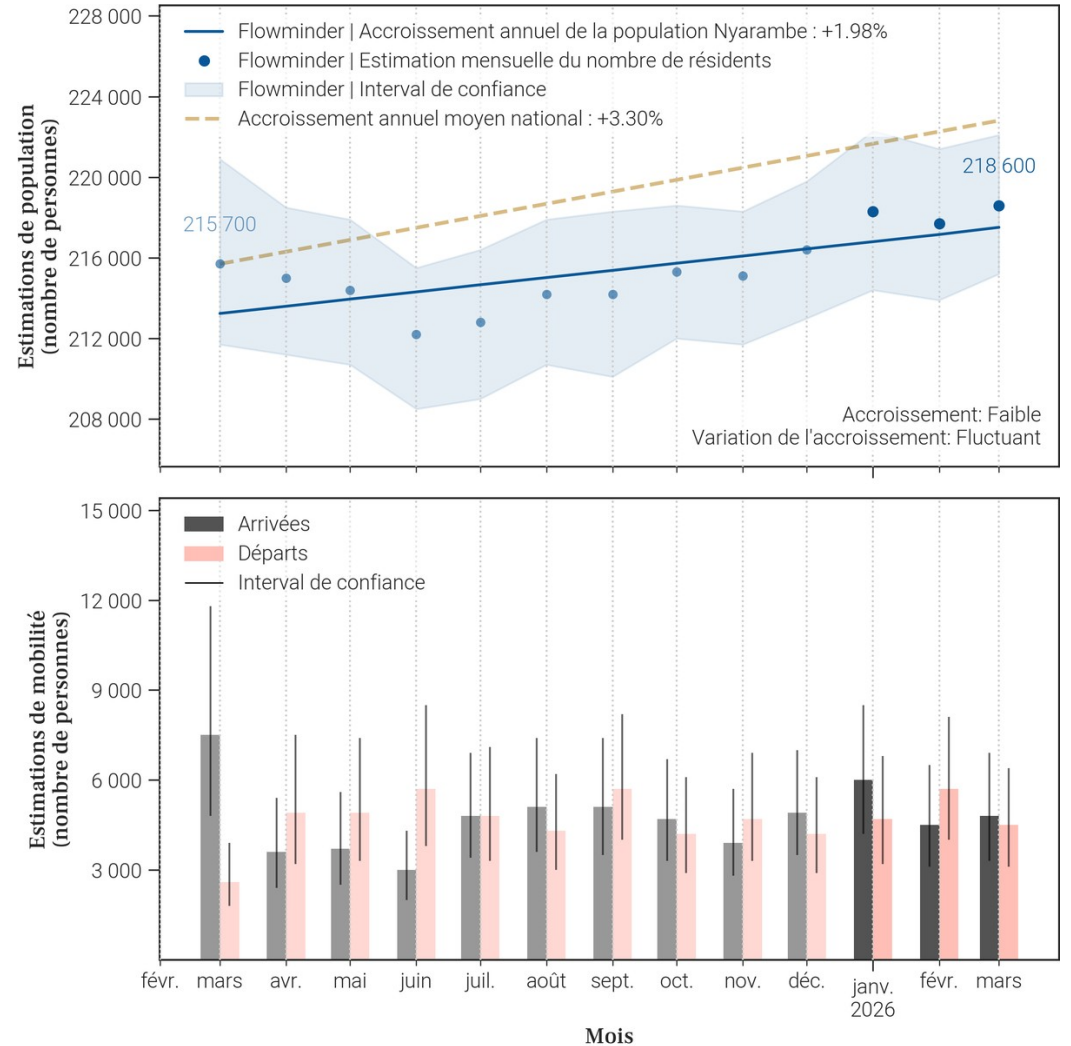 228 000
224 000
220 000
216 000
212 000
208 000
Estimations de population
(nombre de personnes)
Flowminder | Accroissement annuel de la population Nyarambe : +1.98%
Flowminder | Estimation mensuelle du nombre de résidents
Flowminder | Interval de confiance
Accroissement annuel moyen national : +3.30%
215 700
218 600
Accroissement: Faible
Variation de l'accroissement: Fluctuant
15 000
12 000
9 000
6 000
3 000
Estimations de mobilité
(nombre de personnes)
Arrivées
Départs
Interval de confiance
févr. mars avr. mai juin juil. août sept. oct. nov. déc. janv. févr. mars
2026
Mois